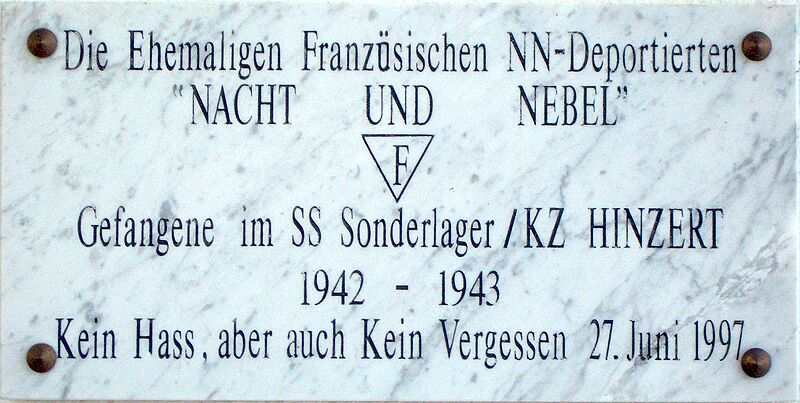 Die Ehemaligen Französischen NN-Deportierten
"NACHT UND NEBEL"
F
Gefangene im SS Sonderlager/KZ HINZERT
1942 - 1943
Kein Hass, aber auch Kein Vergessen 27. Juni 1997